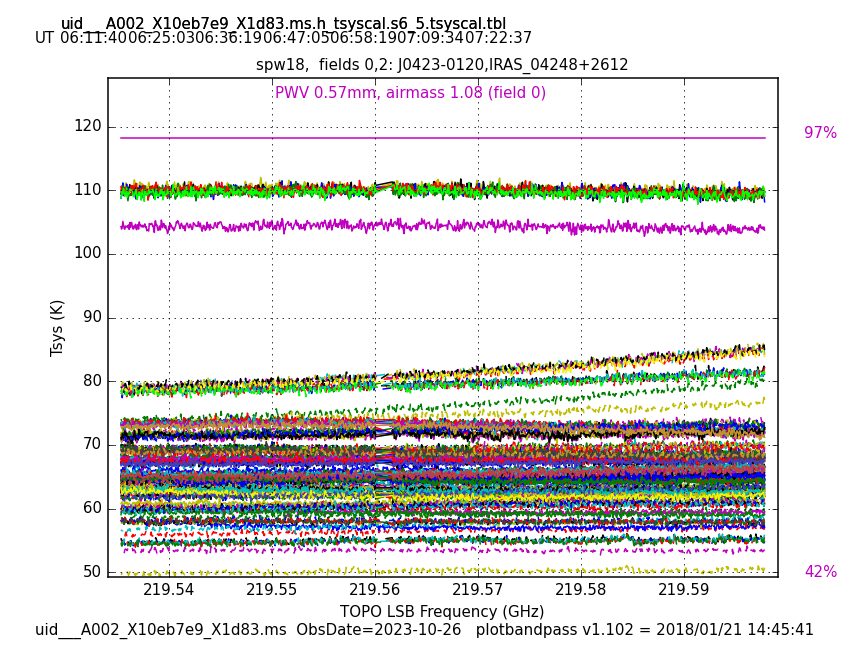 uid___A002_X10eb7e9_X1d83.ms.h_tsyscal.s6_5.tsyscal.tbl
UT 06:11:40 06:25:03 06:36:19 06:47:05 06:58:19 07:09:34 07:22:37
spw18,  fields 0,2: J0423-0120,IRAS_04248+2612
PWV 0.57mm, airmass 1.08 (field 0)
97%
120
110
100
90
80
70
60
50
Tsys (K)
42%
219.54 219.55 219.56 219.57 219.58 219.59
TOPO LSB Frequency (GHz)
uid___A002_X10eb7e9_X1d83.ms  ObsDate=2023-10-26   plotbandpass v1.102 = 2018/01/21 14:45:41